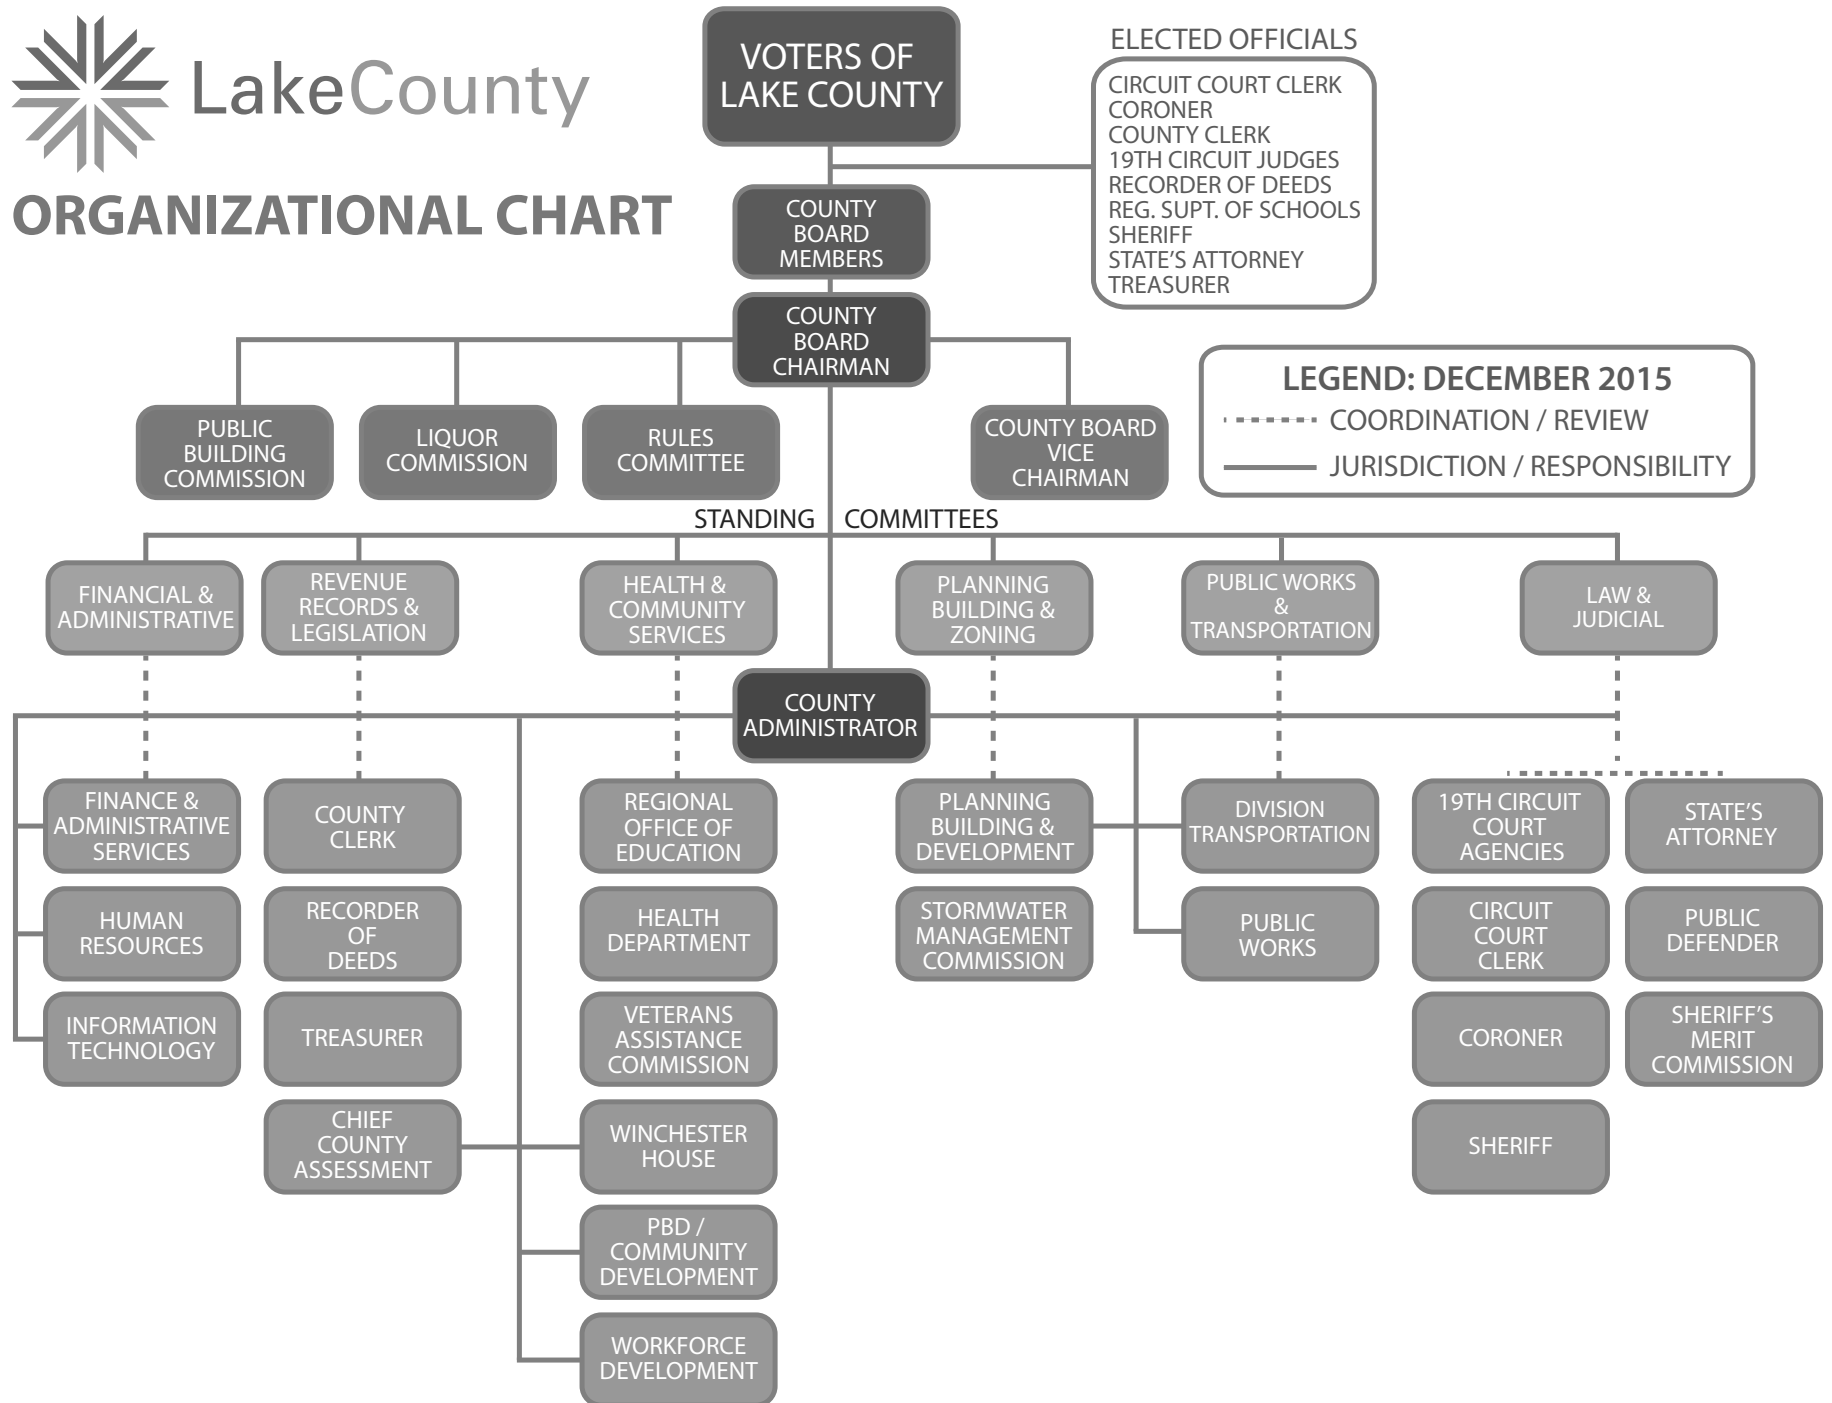 LakeCounty
ORGANIZATIONAL CHART
VOTERS OF
LAKE COUNTY
ELECTED OFFICIALS
CIRCUIT COURT CLERK
CORONER
COUNTY CLERK
19TH CIRCUIT JUDGES
RECORDER OF DEEDS
REG. SUPT. OF SCHOOLS
SHERIFF
STATE'S ATTORNEY
TREASURER
COUNTY
BOARD
MEMBERS
COUNTY
BOARD
CHAIRMAN
LEGEND: DECEMBER 2015
COORDINATION / REVIEW
JURISDICTION / RESPONSIBILITY
PUBLIC
BUILDING
COMMISSION
LIQUOR
COMMISSION
RULES
COMMITTEE
COUNTY BOARD
VICE
CHAIRMAN
STANDING COMMITTEES
FINANCIAL &
ADMINISTRATIVE
REVENUE
RECORDS &
LEGISLATION
HEALTH &
COMMUNITY
SERVICES
PLANNING
BUILDING &
ZONING
PUBLIC WORKS
&
TRANSPORTATION
LAW &
JUDICIAL
COUNTY
ADMINISTRATOR
FINANCE &
ADMINISTRATIVE
SERVICES
COUNTY
CLERK
REGIONAL
OFFICE OF
EDUCATION
PLANNING
BUILDING &
DEVELOPMENT
DIVISION
TRANSPORTATION
19TH CIRCUIT
COURT
AGENCIES
STATE'S
ATTORNEY
HUMAN
RESOURCES
RECORDER
OF
DEEDS
HEALTH
DEPARTMENT
STORMWATER
MANAGEMENT
COMMISSION
PUBLIC
WORKS
CIRCUIT
COURT
CLERK
PUBLIC
DEFENDER
INFORMATION
TECHNOLOGY
TREASURER
VETERANS
ASSISTANCE
COMMISSION
CORONER
SHERIFF'S
MERIT
COMMISSION
CHIEF
COUNTY
ASSESSMENT
WINCHESTER
HOUSE
SHERIFF
PBD /
COMMUNITY
DEVELOPMENT
WORKFORCE
DEVELOPMENT